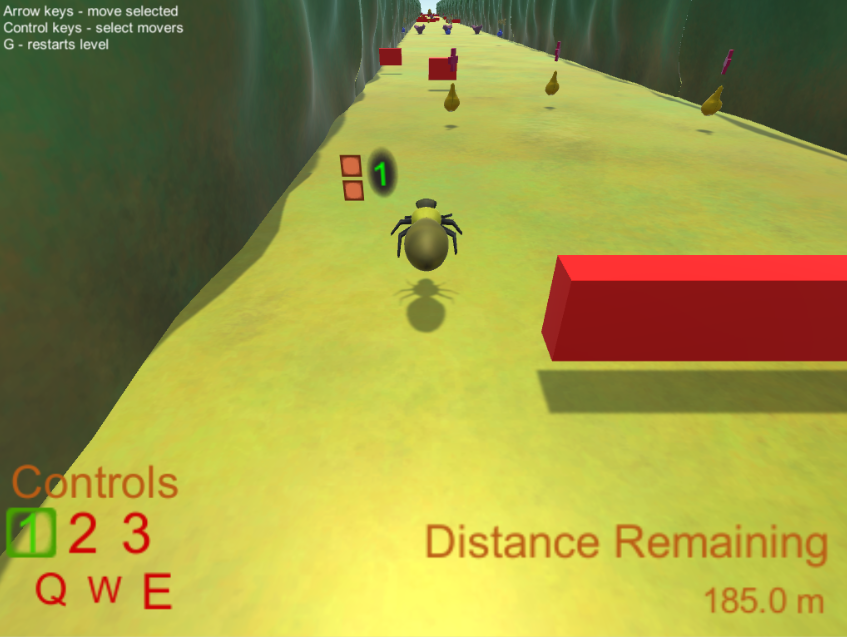 Arrow keys - move selected
Control keys - select movers
G - restarts level
1
Controls
1 2 3
Q W E
Distance Remaining
185.0 m